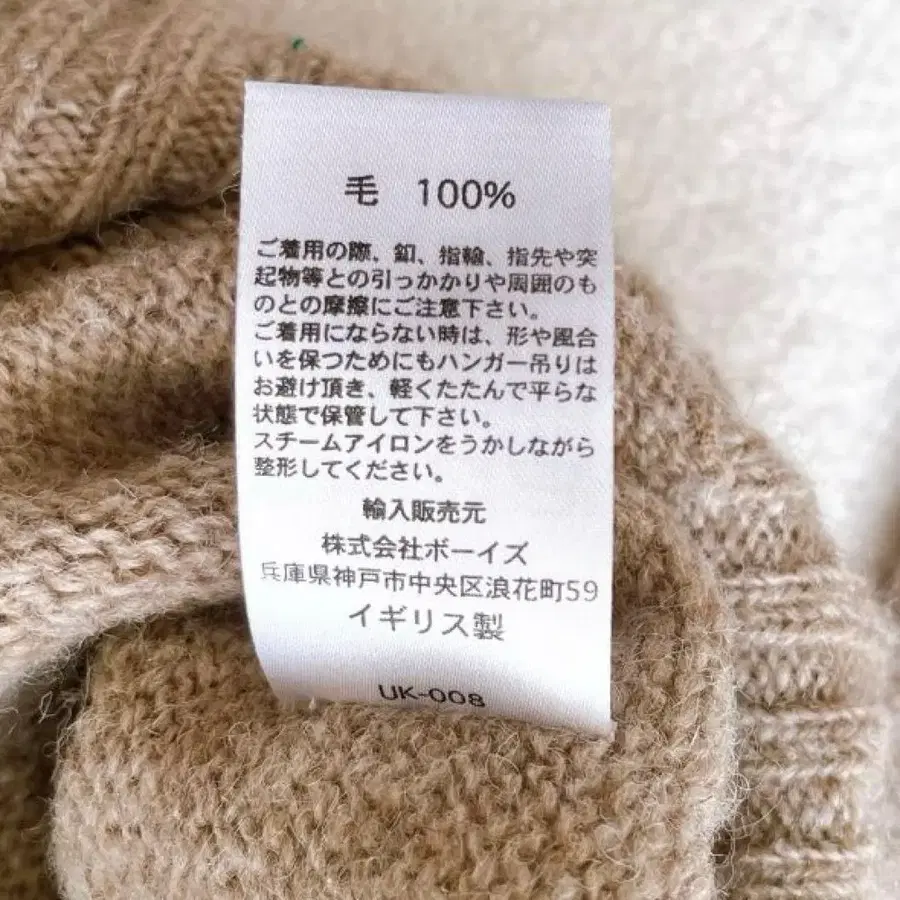 毛 100%
ご着用の際、釦、指輪、指先や突
起物等との引っかかりや周囲のも
のとの摩擦にご注意下さい。
ご着用にならない時は、形や風合
いを保つためにもハンガー吊りは
お避け頂き、軽くたたんで平らな
状態で保管して下さい。
スチームアイロンをうかしながら
整形してください。
輸入販売元
株式会社ボーイズ
兵庫県神戸市中央区浪花町59
イギリス製
UK-008